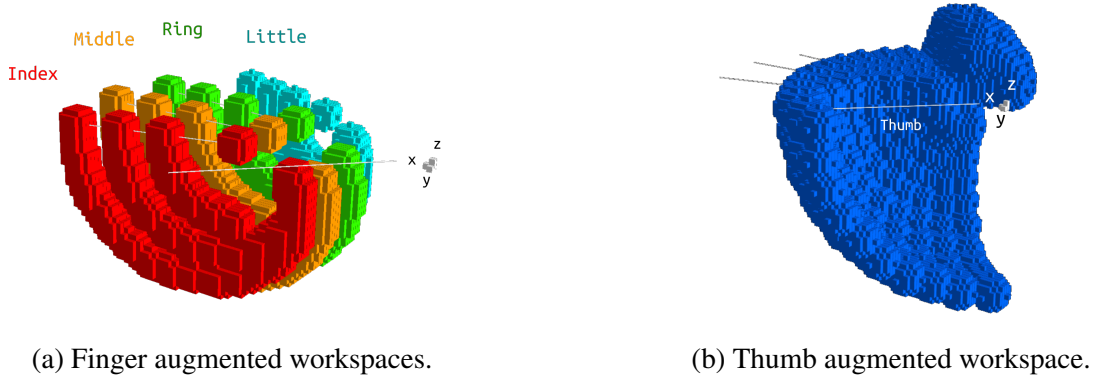 Ring
Middle
Little
Index
x
z
y
z
x
y
Thumb
(a) Finger augmented workspaces.
(b) Thumb augmented workspace.